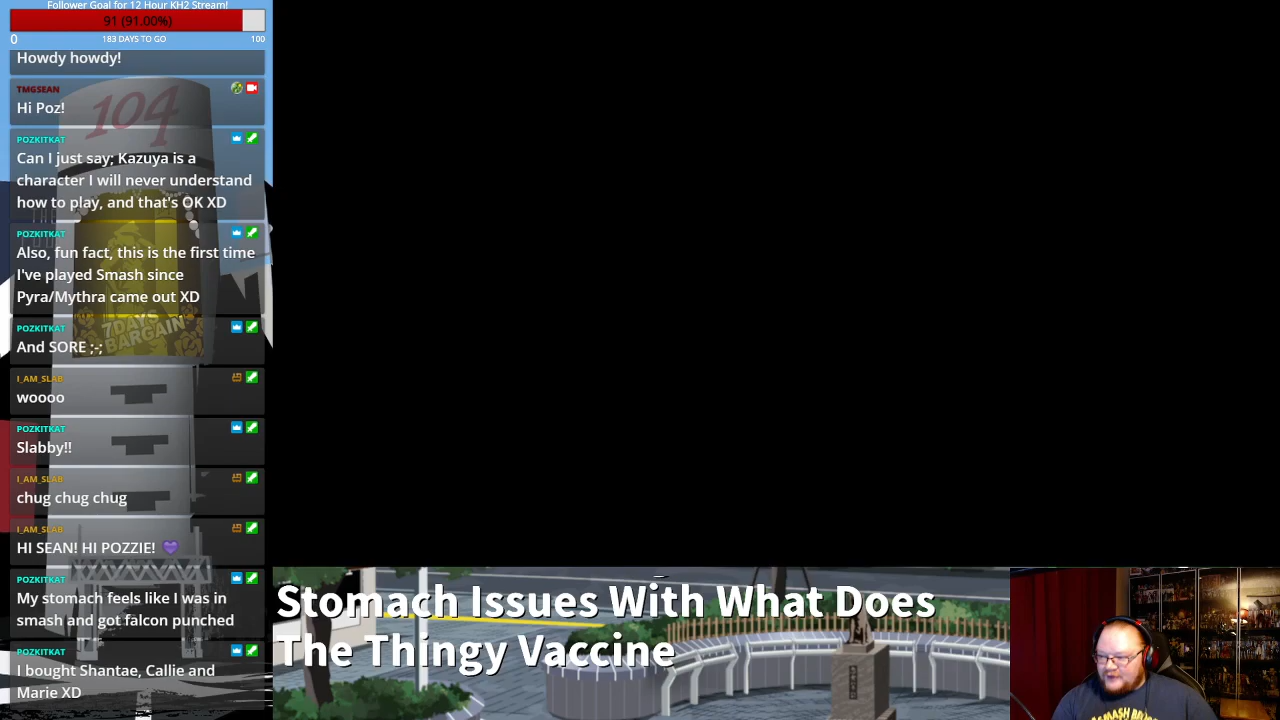 Follower Goal for 12 Hour KH2 Stream!
91 (91.00%)
0
183 DAYS TO GO
100
Howdy howdy!
TMGSEAN
Hi Poz!
POZKITKAT
Can I just say; Kazuya is a
character I will never understand
how to play, and that's OK XD
POZKITKAT
Also, fun fact, this is the first time
I've played Smash since
Pyra/Mythra came out XD
POZKITKAT
And SORE ;-;
I_AM_SLAB
woooo
POZKITKAT
Slabby!!
I_AM_SLAB
chug chug chug
I_AM_SLAB
HI SEAN! HI POZZIE! 💜
POZKITKAT
My stomach feels like I was in
smash and got falcon punched
POZKITKAT
I bought Shantae, Callie and
Marie XD
104
7DAYS
BARGAIN
Stomach Issues With What Does
The Thingy Vaccine
SMASH BROS